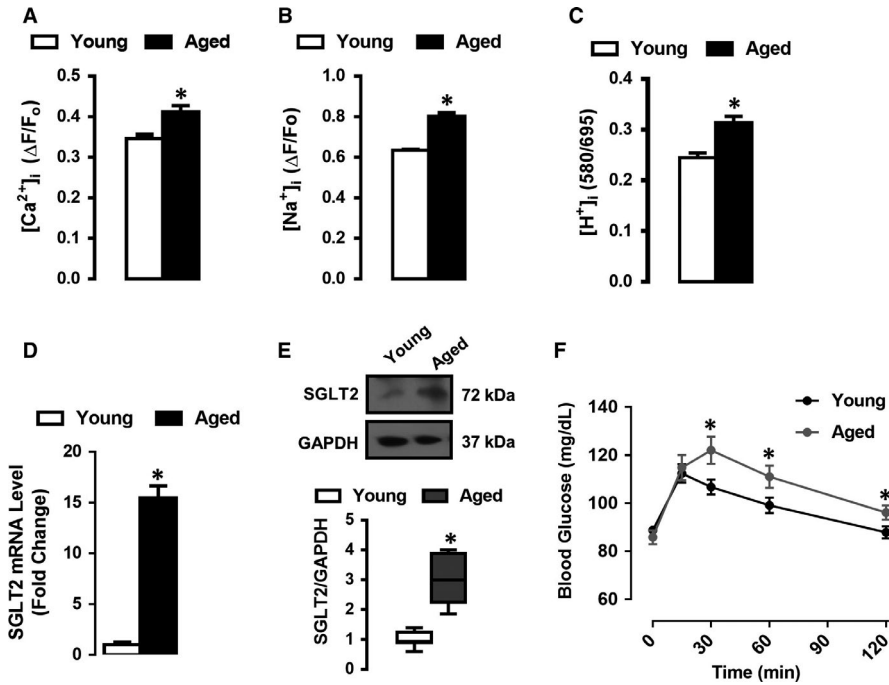 A
Young Aged
[Ca²⁺]ᵢ (ΔF/Fₒ)
0.5
0.4
0.3
0.2
0.1
0.0
*
B
Young Aged
[Na⁺]ᵢ (ΔF/Fo)
1.0
0.8
0.6
0.4
0.2
0.0
*
C
Young Aged
[H⁺]ᵢ (580/695)
0.4
0.3
0.2
0.1
0.0
*
D
Young Aged
SGLT2 mRNA Level
(Fold Change)
20
15
10
5
0
*
E
Young Aged
SGLT2 72 kDa
GAPDH 37 kDa
Young Aged
SGLT2/GAPDH
5
4
3
2
1
0
*
F
Young
Aged
Blood Glucose (mg/dL)
140
120
100
80
60
* * *
0 30 60 90 120
Time (min)